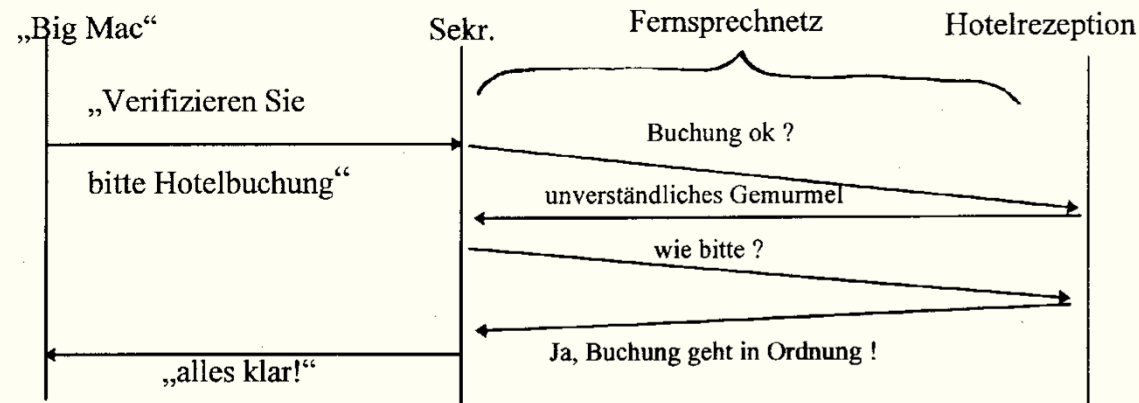 „Big Mac“
Sekr.
Fernsprechnetz
Hotelrezeption
„Verifizieren Sie
bitte Hotelbuchung“
Buchung ok ?
unverständliches Gemurmel
wie bitte ?
Ja, Buchung geht in Ordnung !
„alles klar!“